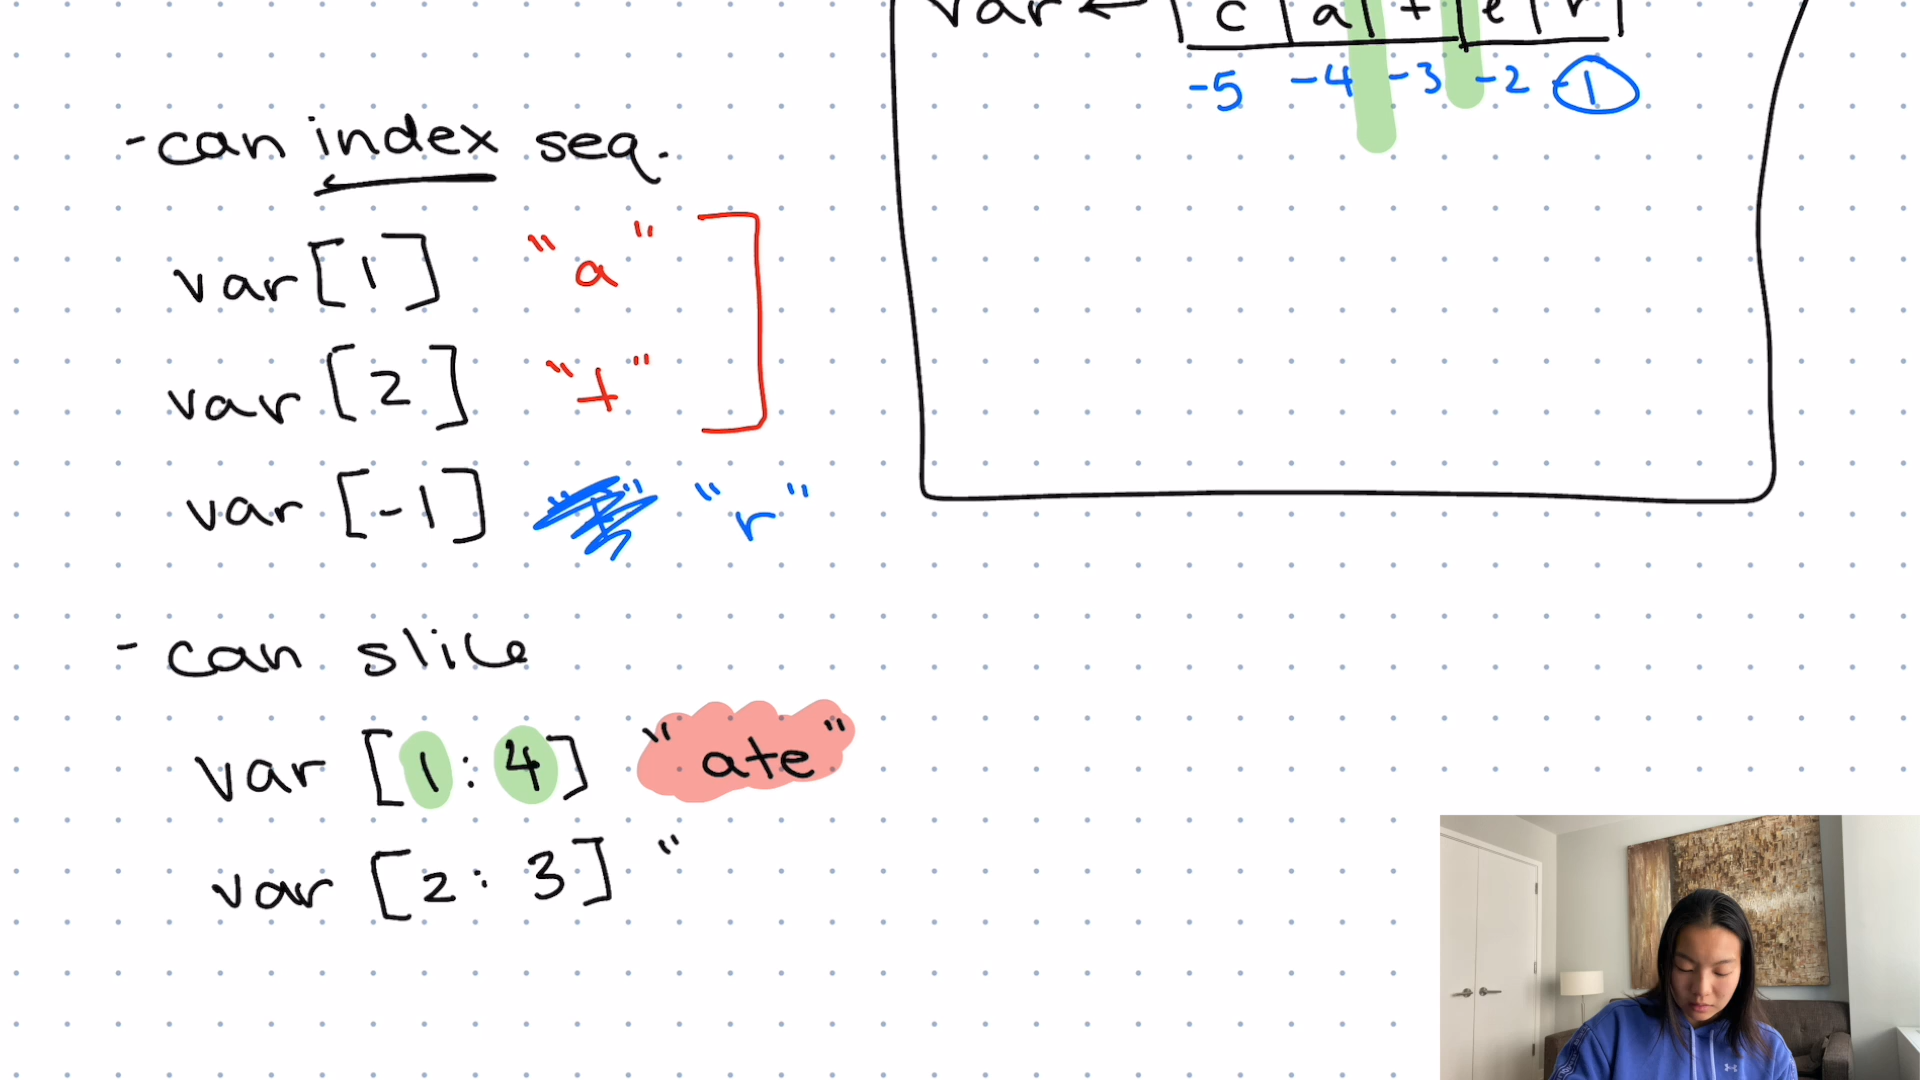 var ← c a t e r
-5 -4 -3 -2 -1
- can index seq.
var [1] "a"
var [2] "t"
var [-1] "r"
- can slice
var [1:4] "ate"
var [2:3] "